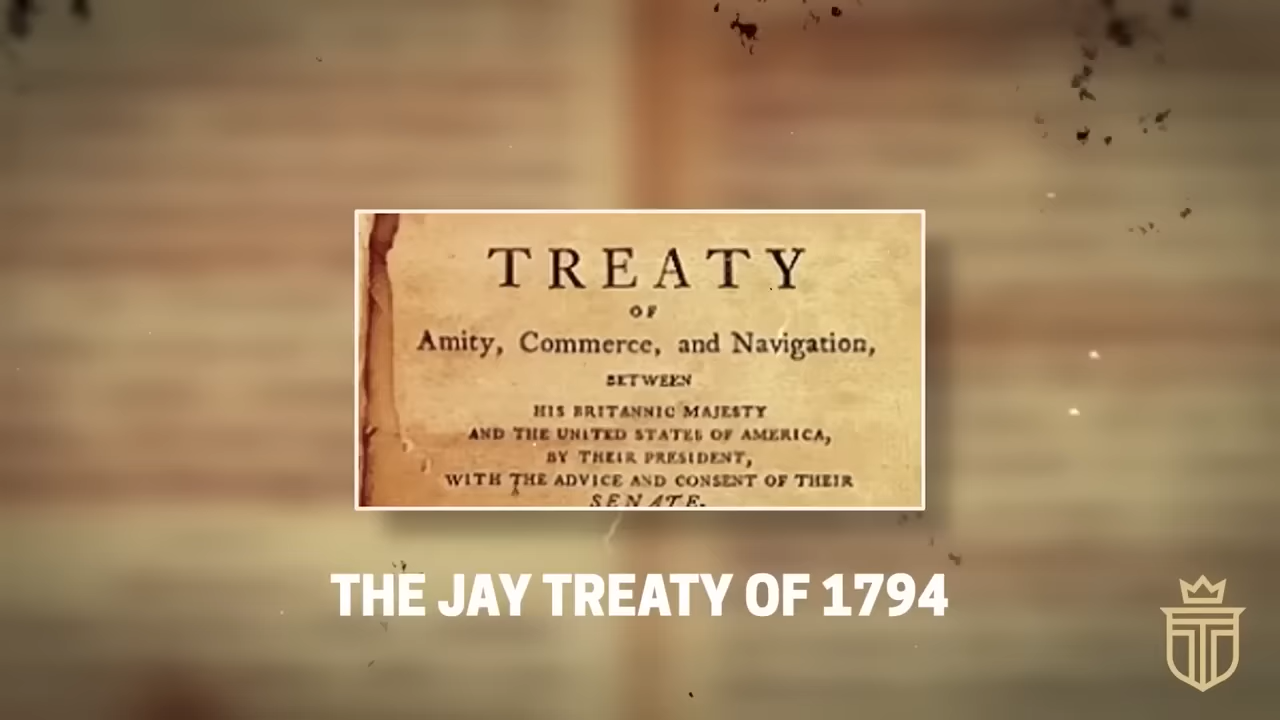 TREATY
OF
Amity, Commerce, and Navigation,
BETWEEN
HIS BRITANNIC MAJESTY
AND THE UNITED STATES OF AMERICA,
BY THEIR PRESIDENT,
WITH THE ADVICE AND CONSENT OF THEIR
SENATE.
THE JAY TREATY OF 1794